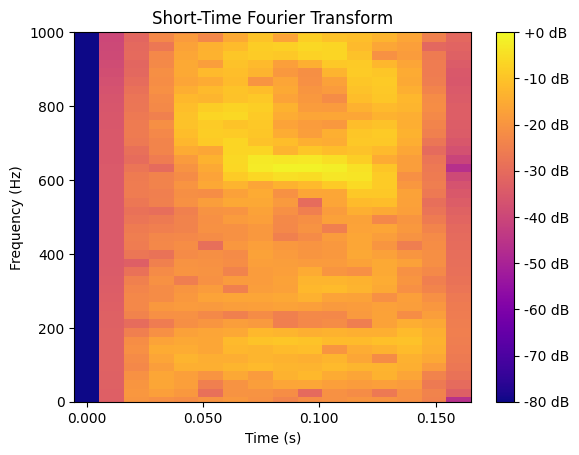 Short-Time Fourier Transform
1000
800
600
400
200
0
Frequency (Hz)
0.000
0.050
0.100
0.150
Time (s)
+0 dB
-10 dB
-20 dB
-30 dB
-40 dB
-50 dB
-60 dB
-70 dB
-80 dB